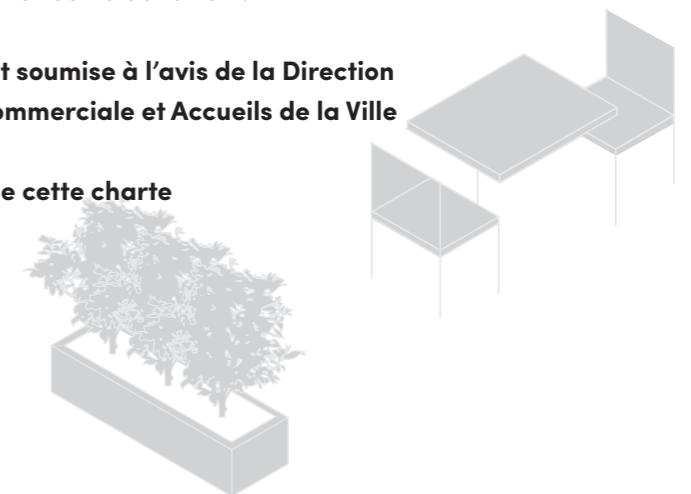 t soumise à l’avis de la Direction
ommerciale et Accueils de la Ville
e cette charte